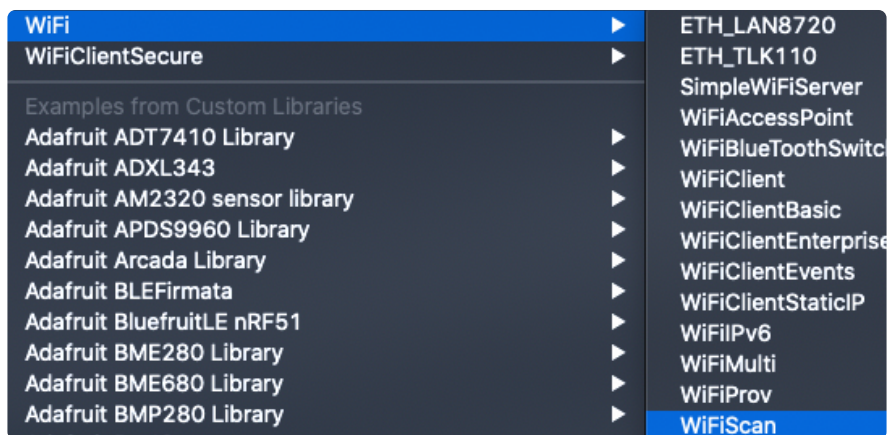 WiFi
WiFiClientSecure
Examples from Custom Libraries
Adafruit ADT7410 Library
Adafruit ADXL343
Adafruit AM2320 sensor library
Adafruit APDS9960 Library
Adafruit Arcada Library
Adafruit BLEFirmata
Adafruit BluefruitLE nRF51
Adafruit BME280 Library
Adafruit BME680 Library
Adafruit BMP280 Library
ETH_LAN8720
ETH_TLK110
SimpleWiFiServer
WiFiAccessPoint
WiFiBlueToothSwitc
WiFiClient
WiFiClientBasic
WiFiClientEnterprise
WiFiClientEvents
WiFiClientStaticIP
WiFiIPv6
WiFiMulti
WiFiProv
WiFiScan